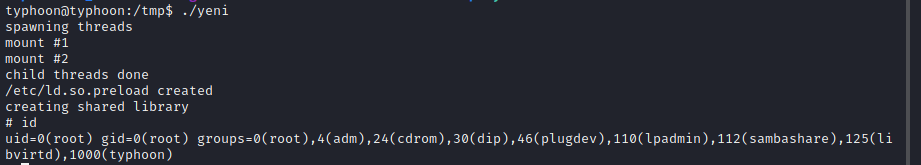 typhoon@typhoon:/tmp$ ./yeni
spawning threads
mount #1
mount #2
child threads done
/etc/ld.so.preload created
creating shared library
# id
uid=0(root) gid=0(root) groups=0(root),4(adm),24(cdrom),30(dip),46(plugdev),110(lpadmin),112(sambashare),125(li
bvirtd),1000(typhoon)